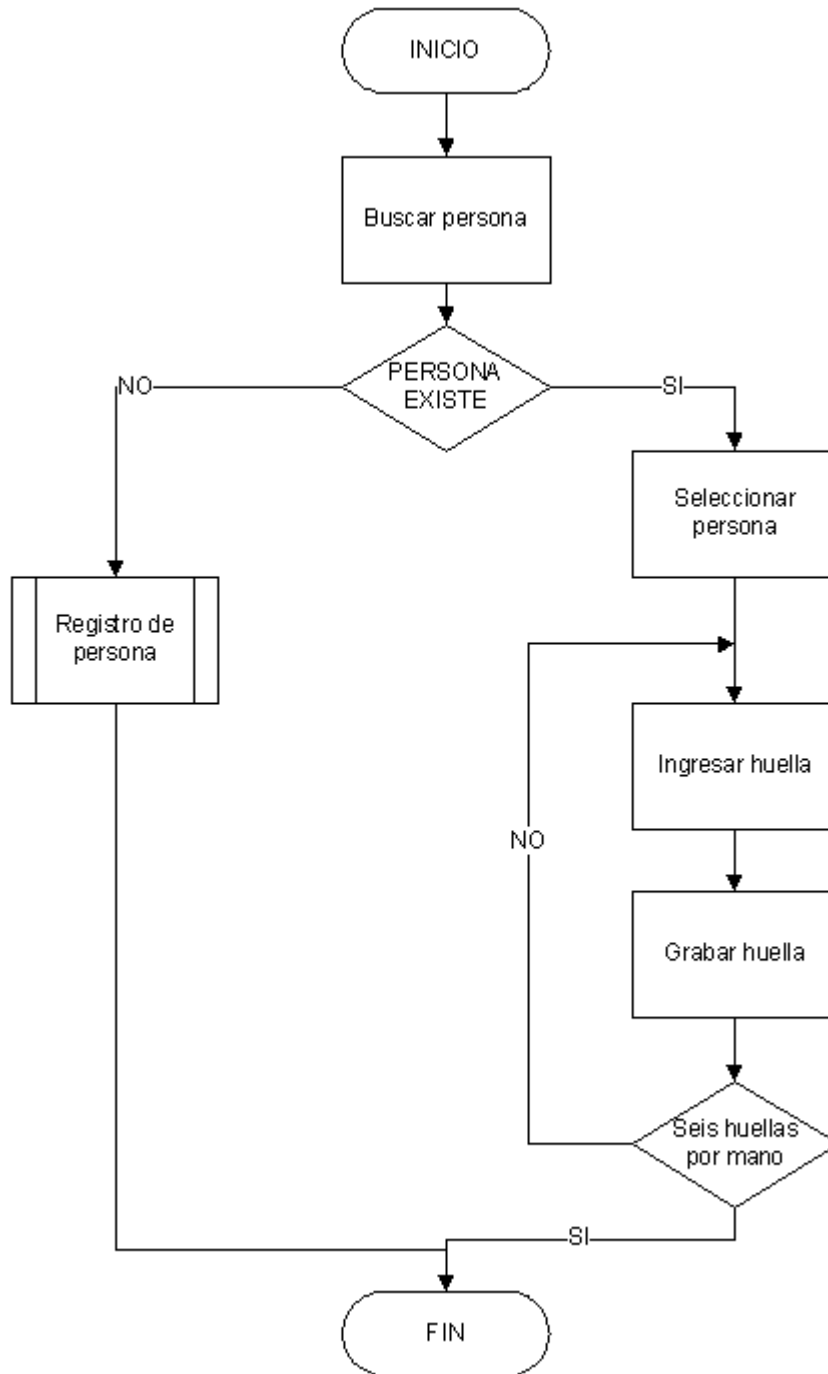 INICIO
Buscar persona
PERSONA
EXISTE
NO
SI
Seleccionar
persona
Registro de
persona
Ingresar huella
NO
Grabar huella
Seis huellas
por mano
SI
FIN